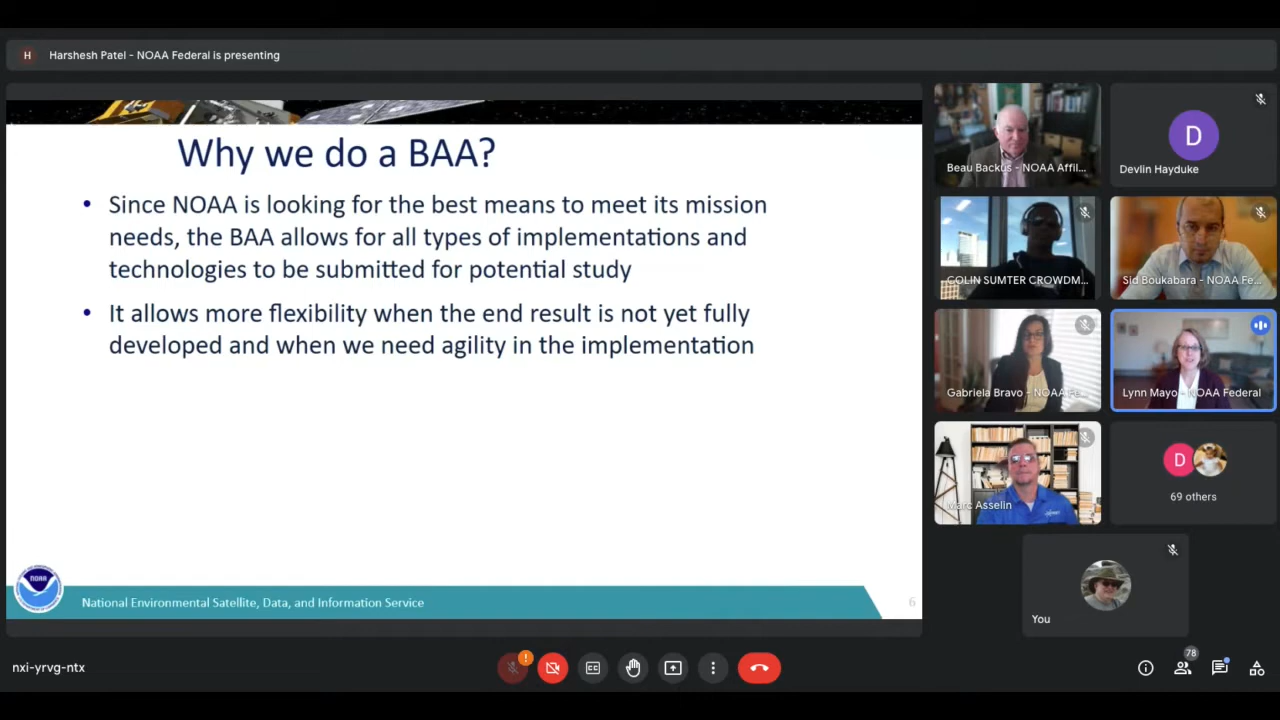 H Harshesh Patel - NOAA Federal is presenting
Why we do a BAA?
• Since NOAA is looking for the best means to meet its mission
needs, the BAA allows for all types of implementations and
technologies to be submitted for potential study
• It allows more flexibility when the end result is not yet fully
developed and when we need agility in the implementation
NOAA
National Environmental Satellite, Data, and Information Service
6
Beau Backus - NOAA Affil...
D
Devlin Hayduke
COLIN SUMTER CROWDM...
Sid Boukabara - NOAA Fe...
Gabriela Bravo - NOAA Fe...
Lynn Mayo - NOAA Federal
Marc Asselin
D
69 others
You
nxi-yrvg-ntx
!
CC
78